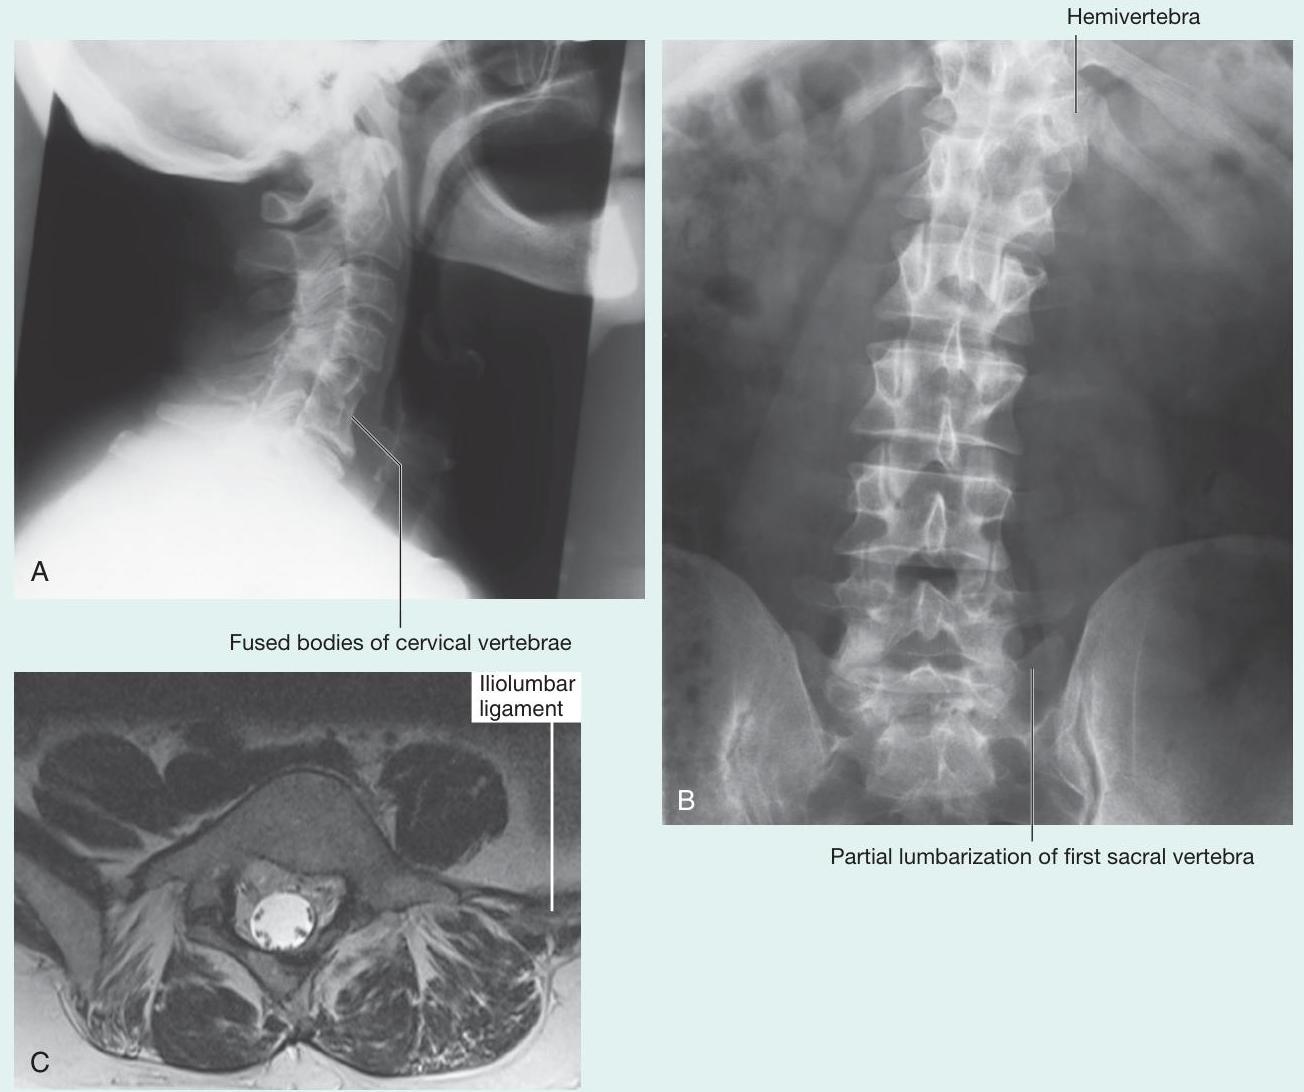 Hemivertebra
A
Fused bodies of cervical vertebrae
B
Partial lumbarization of first sacral vertebra
Iliolumbar
ligament
C